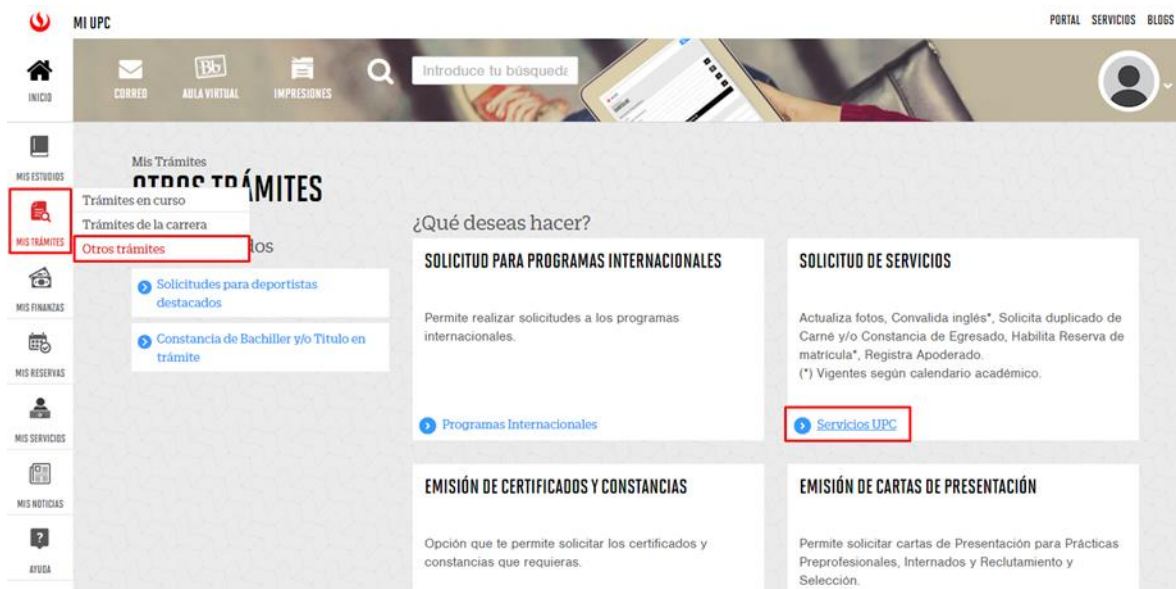 MI UPC
PORTAL SERVICIOS BLOGS
INICIO
CORREO
Bb
AULA VIRTUAL
IMPRESIONES
Introduce tu búsqueda
MIS ESTUDIOS
MIS TRÁMITES
MIS FINANZAS
MIS RESERVAS
MIS SERVICIOS
MIS NOTICIAS
?
AYUDA
Mis Trámites
OTROS TRÁMITES
Trámites en curso
Trámites de la carrera
Otros trámites
dos
Solicitudes para deportistas
destacados
Constancia de Bachiller y/o Titulo en
trámite
¿Qué deseas hacer?
SOLICITUD PARA PROGRAMAS INTERNACIONALES
Permite realizar solicitudes a los programas
internacionales.
Programas Internacionales
SOLICITUD DE SERVICIOS
Actualiza fotos, Convalida inglés*, Solicita duplicado de
Carné y/o Constancia de Egresado, Habilita Reserva de
matrícula*, Registra Apoderado.
(*) Vigentes según calendario académico.
Servicios UPC
EMISIÓN DE CERTIFICADOS Y CONSTANCIAS
Opción que te permite solicitar los certificados y
constancias que requieras.
EMISIÓN DE CARTAS DE PRESENTACIÓN
Permite solicitar cartas de Presentación para Prácticas
Preprofesionales, Internados y Reclutamiento y
Selección.